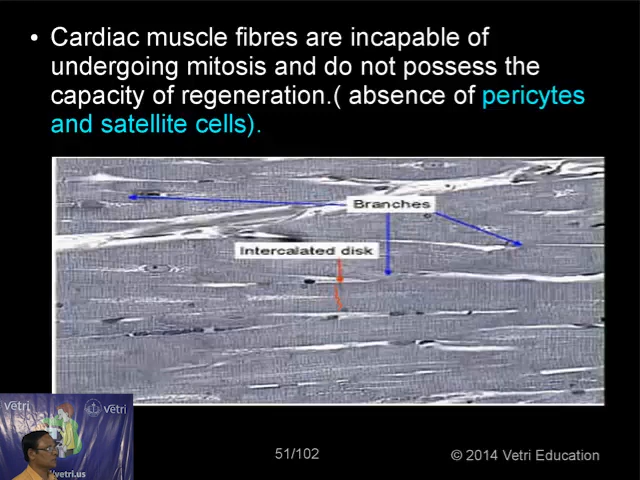 • Cardiac muscle fibres are incapable of
undergoing mitosis and do not possess the
capacity of regeneration.( absence of pericytes
and satellite cells).
Branches
Intercalated disk
vetri
vetri
vetri.us
51/102
© 2014 Vetri Education